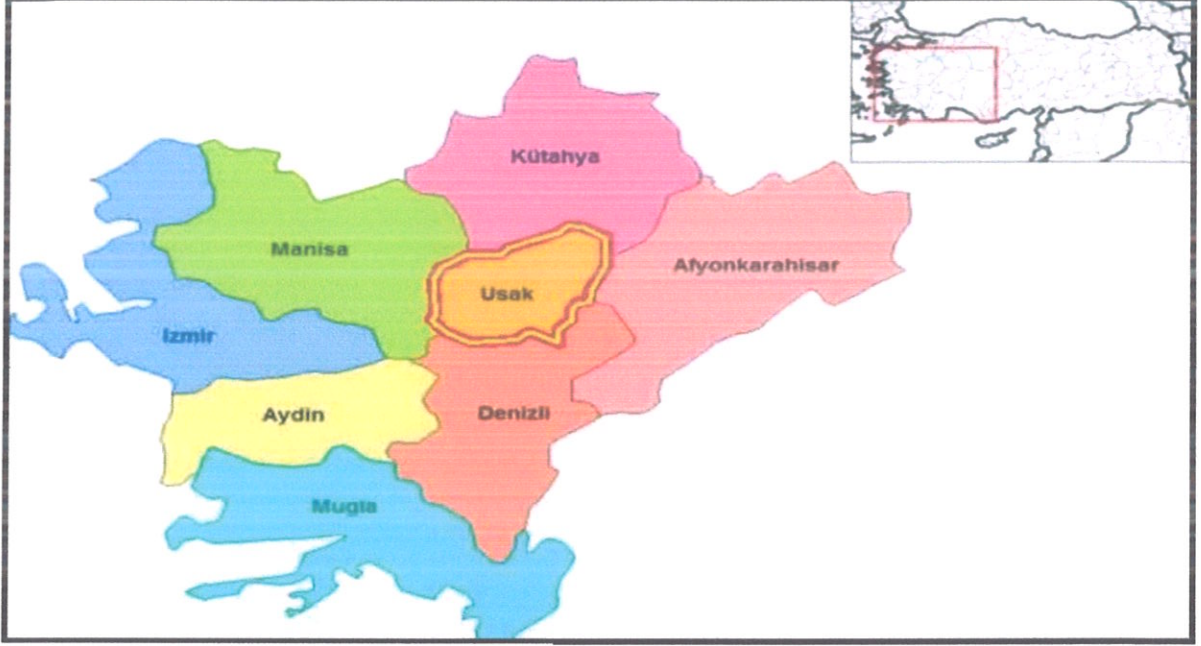 Kütahya
Manisa
Afyonkarahisar
Usak
Izmir
Aydin
Denizli
Mugla